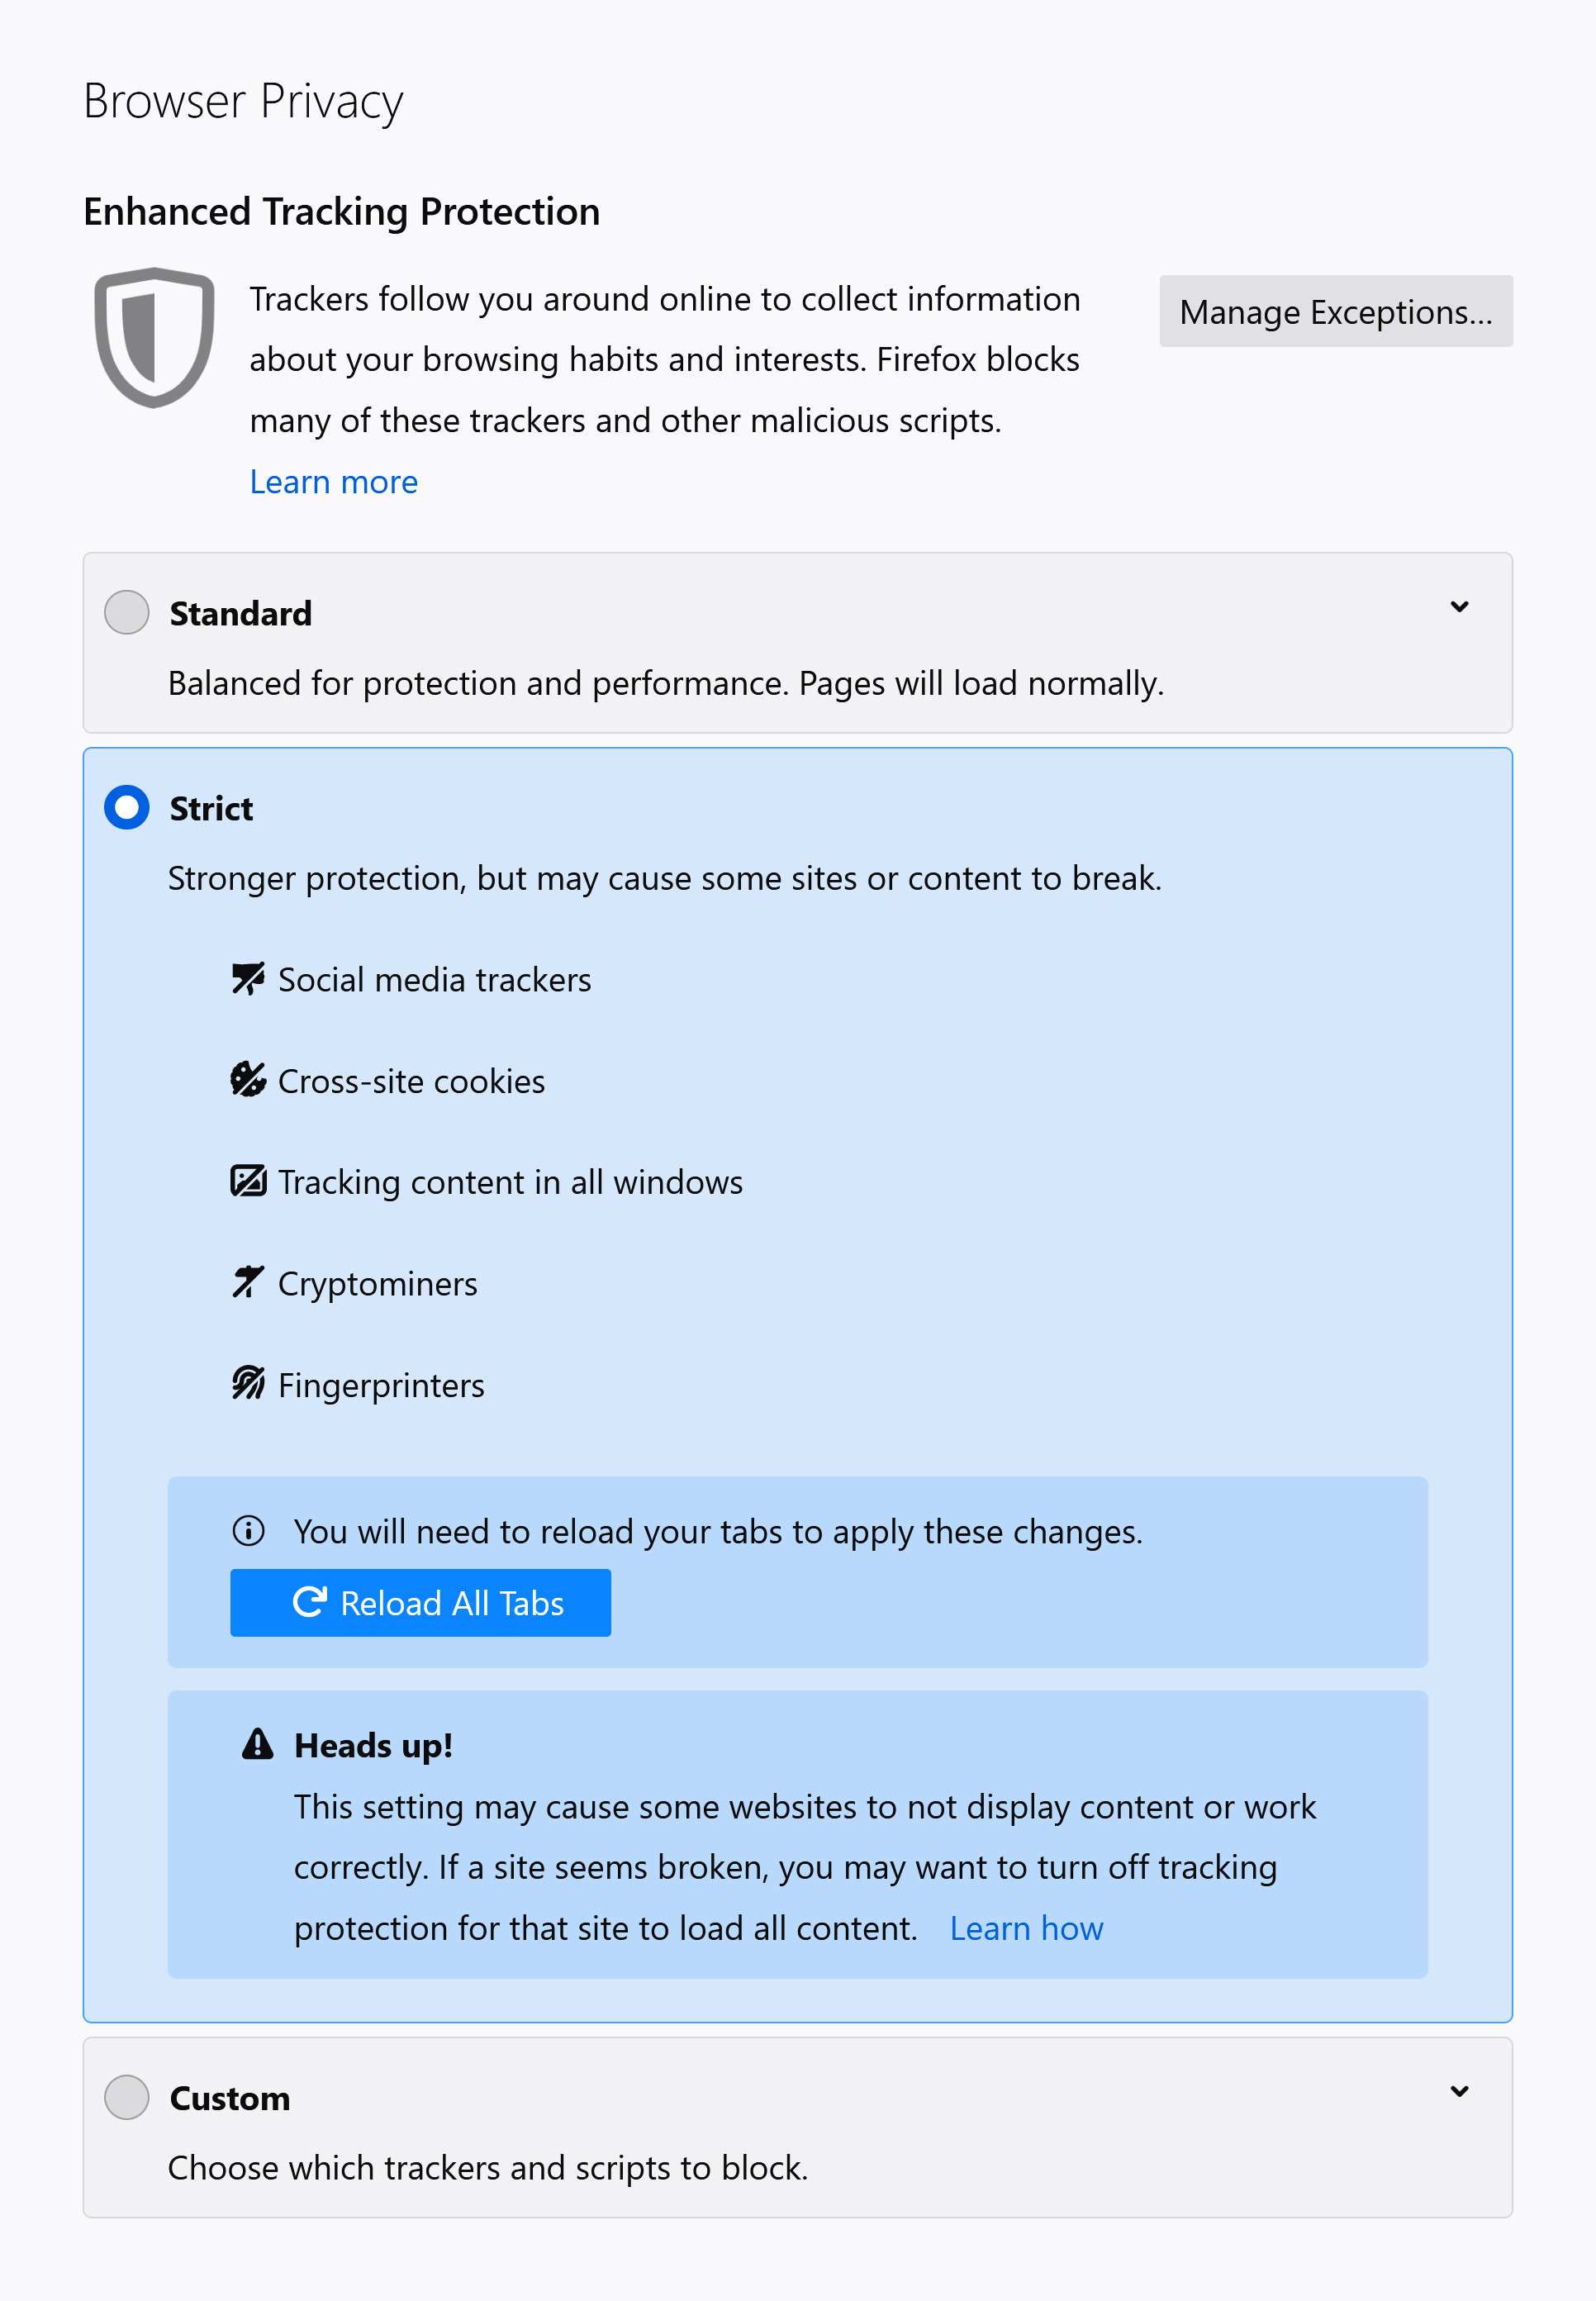 Browser Privacy
Enhanced Tracking Protection
Trackers follow you around online to collect information
about your browsing habits and interests. Firefox blocks
many of these trackers and other malicious scripts.
Learn more
Manage Exceptions...
Standard
Balanced for protection and performance. Pages will load normally.
Strict
Stronger protection, but may cause some sites or content to break.
Social media trackers
Cross-site cookies
Tracking content in all windows
Cryptominers
Fingerprinters
You will need to reload your tabs to apply these changes.
Reload All Tabs
Heads up!
This setting may cause some websites to not display content or work
correctly. If a site seems broken, you may want to turn off tracking
protection for that site to load all content. Learn how
Custom
Choose which trackers and scripts to block.